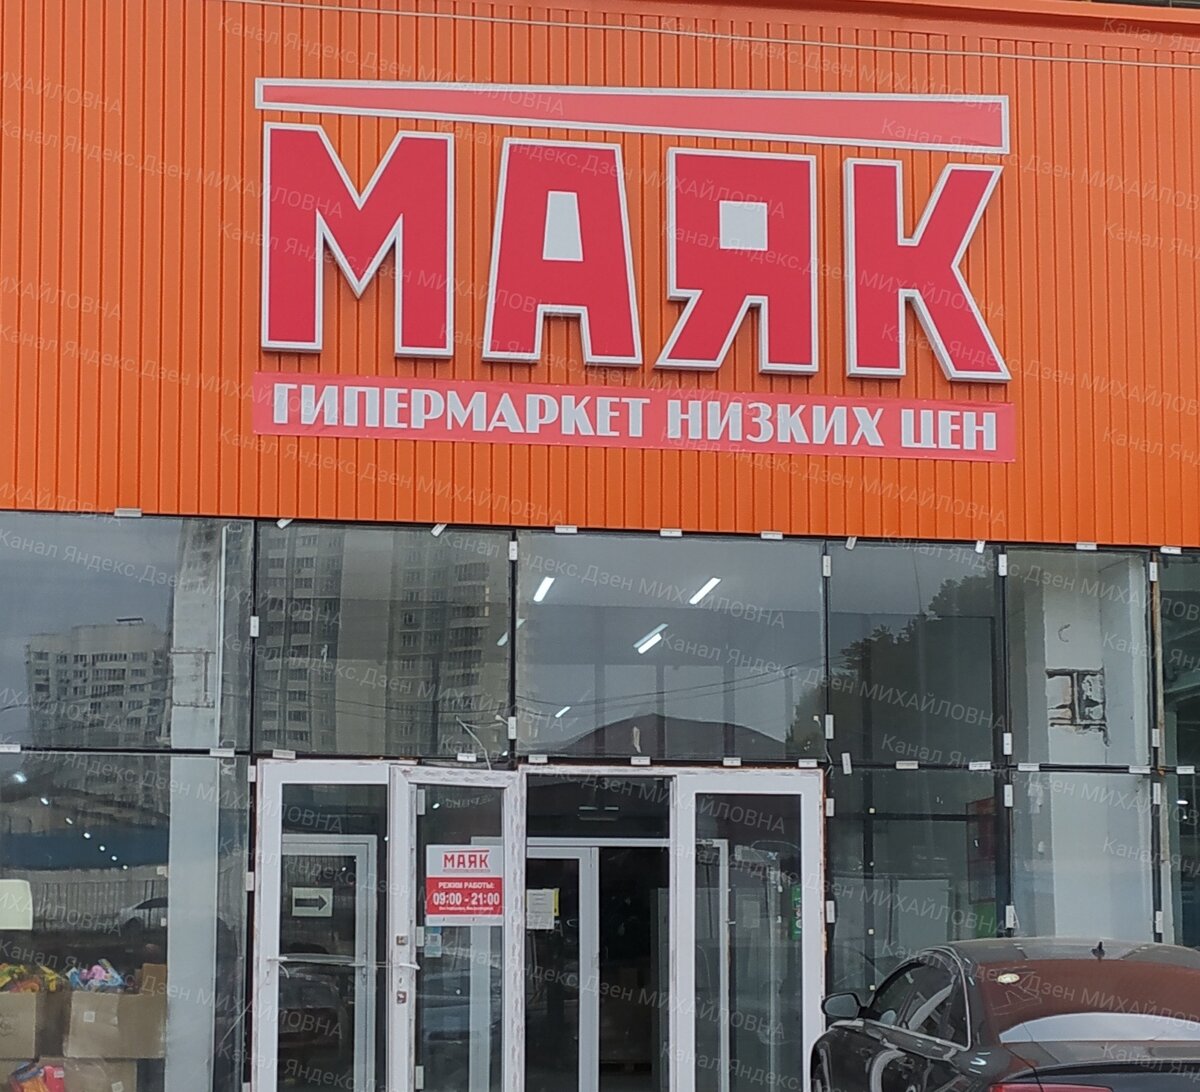 МАЯК
ГИПЕРМАРКЕТ НИЗКИХ ЦЕН
МАЯК
РЕЖИМ РАБОТЫ:
09:00 - 21:00
Канал Яндекс.Дзен МИХАЙЛОВНА